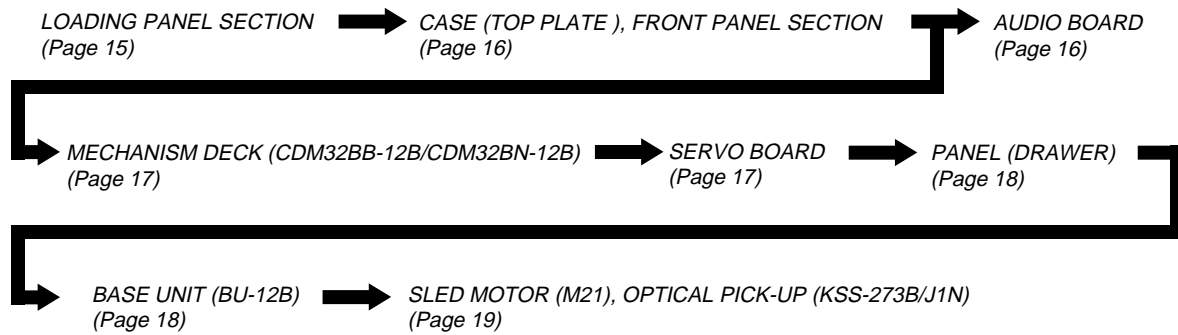 LOADING PANEL SECTION
(Page 15)
CASE (TOP PLATE ), FRONT PANEL SECTION
(Page 16)
AUDIO BOARD
(Page 16)
MECHANISM DECK (CDM32BB-12B/CDM32BN-12B)
(Page 17)
SERVO BOARD
(Page 17)
PANEL (DRAWER)
(Page 18)
BASE UNIT (BU-12B)
(Page 18)
SLED MOTOR (M21), OPTICAL PICK-UP (KSS-273B/J1N)
(Page 19)